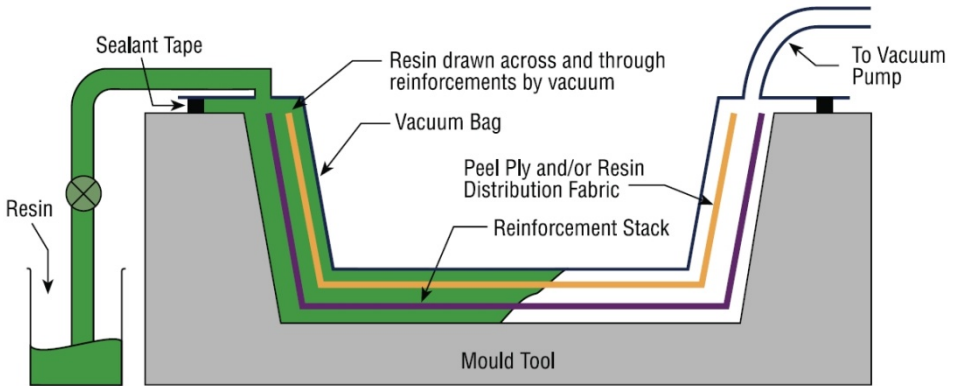 Sealant Tape
Resin drawn across and through
reinforcements by vacuum
To Vacuum
Pump
Vacuum Bag
Peel Ply and/or Resin
Distribution Fabric
Resin
Reinforcement Stack
Mould Tool